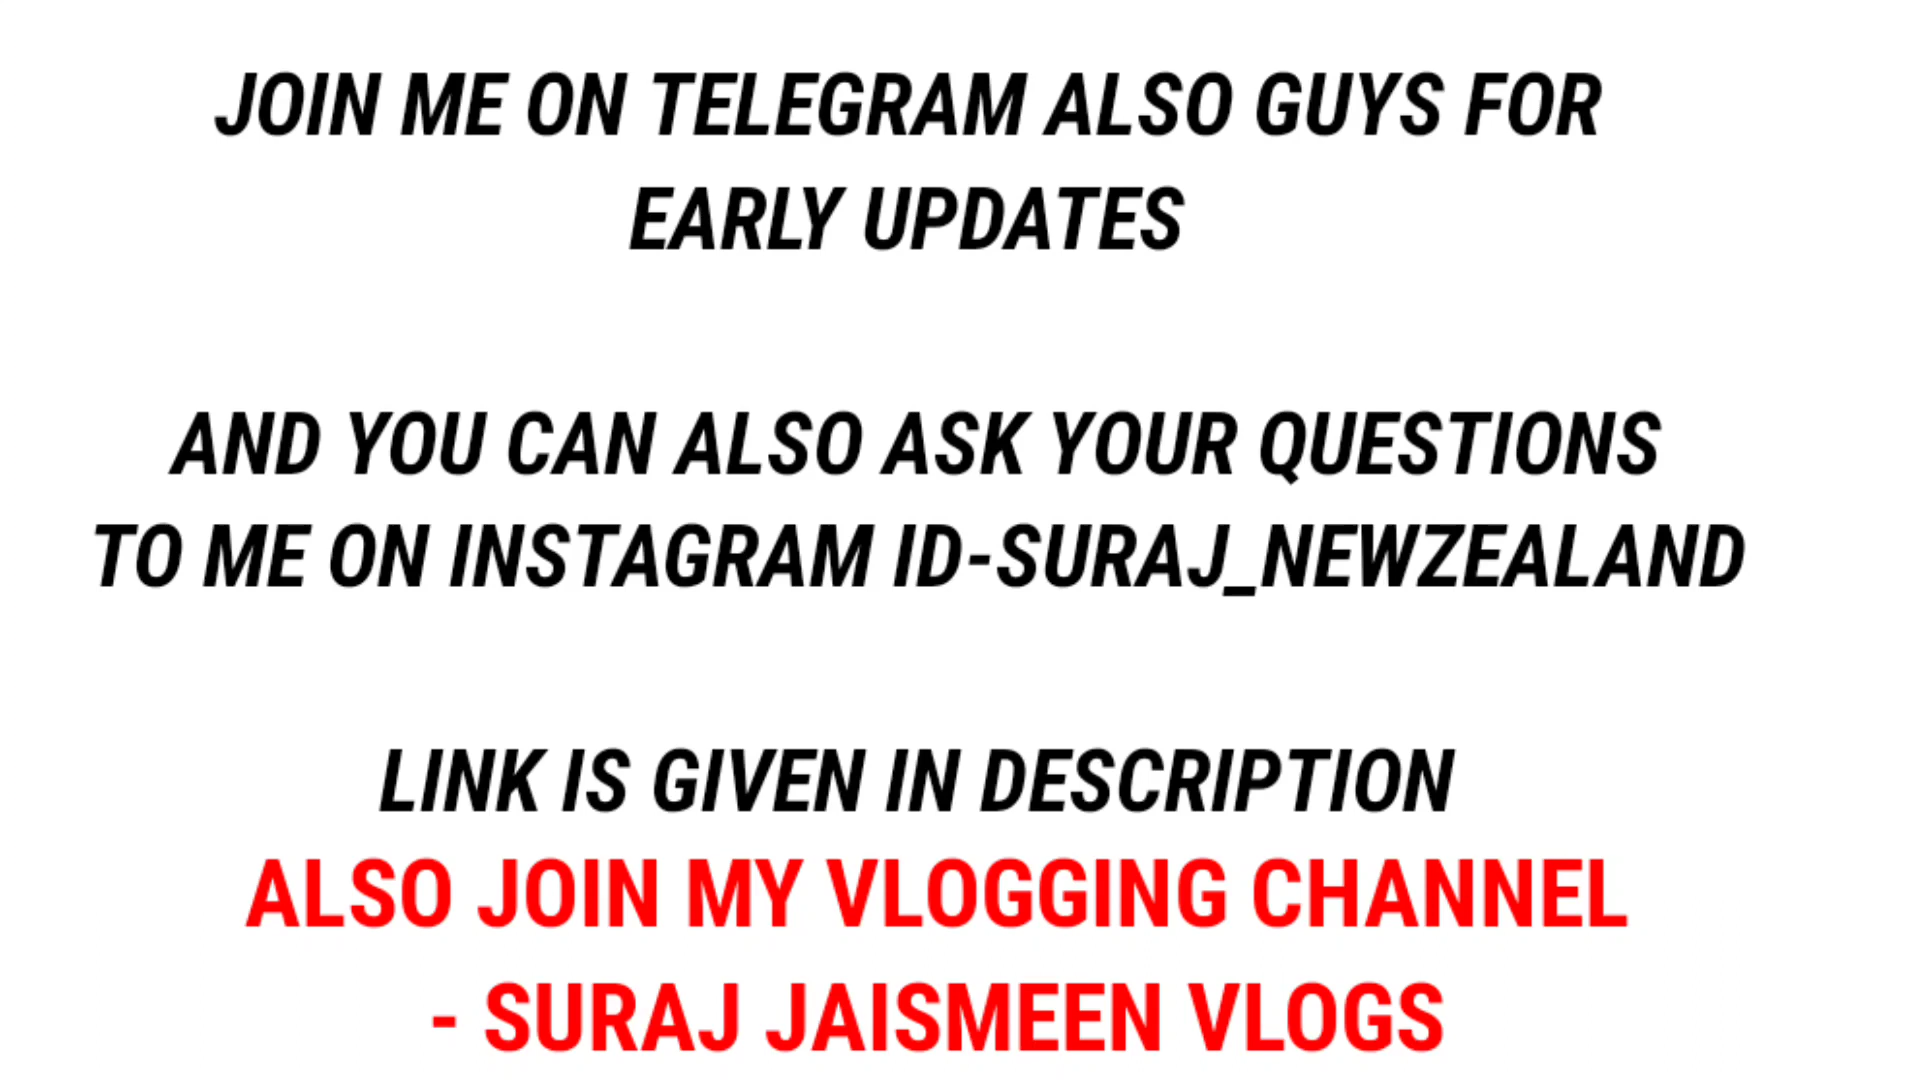 JOIN ME ON TELEGRAM ALSO GUYS FOR
EARLY UPDATES
AND YOU CAN ALSO ASK YOUR QUESTIONS
TO ME ON INSTAGRAM ID-SURAJ_NEWZEALAND
LINK IS GIVEN IN DESCRIPTION
ALSO JOIN MY VLOGGING CHANNEL
- SURAJ JAISMEEN VLOGS